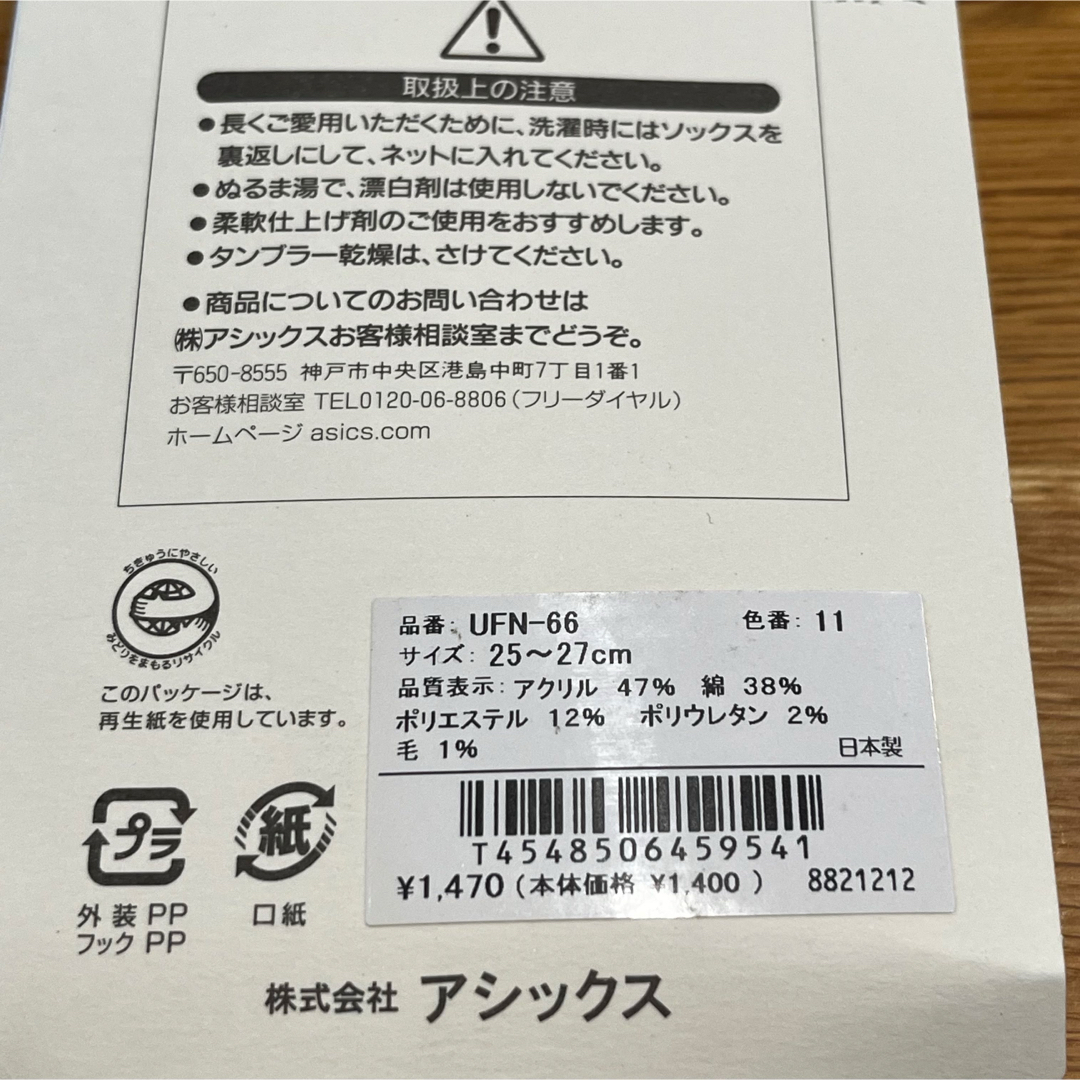 取扱上の注意
●長くご愛用いただくために、洗濯時にはソックスを
裏返しにして、ネットに入れてください。
●ぬるま湯で、漂白剤は使用しないでください。
●柔軟仕上げ剤のご使用をおすすめします。
●タンブラー乾燥は、さけてください。
●商品についてのお問い合わせは
㈱アシックスお客様相談室までどうぞ。
〒650-8555 神戸市中央区港島中町7丁目1番1
お客様相談室 TEL0120-06-8806（フリーダイヤル）
ホームページ asics.com
ちきゅうにやさしい
みどりをまもるリサイクル
このパッケージは、
再生紙を使用しています。
プラ
紙
外装 PP
フック PP
口紙
品番: UFN-66 色番: 11
サイズ: 25～27cm
品質表示: アクリル 47% 綿 38%
ポリエステル 12% ポリウレタン 2%
毛 1% 日本製
T4548506459541
¥1,470 (本体価格 ¥1,400 ) 8821212
株式会社 アシックス